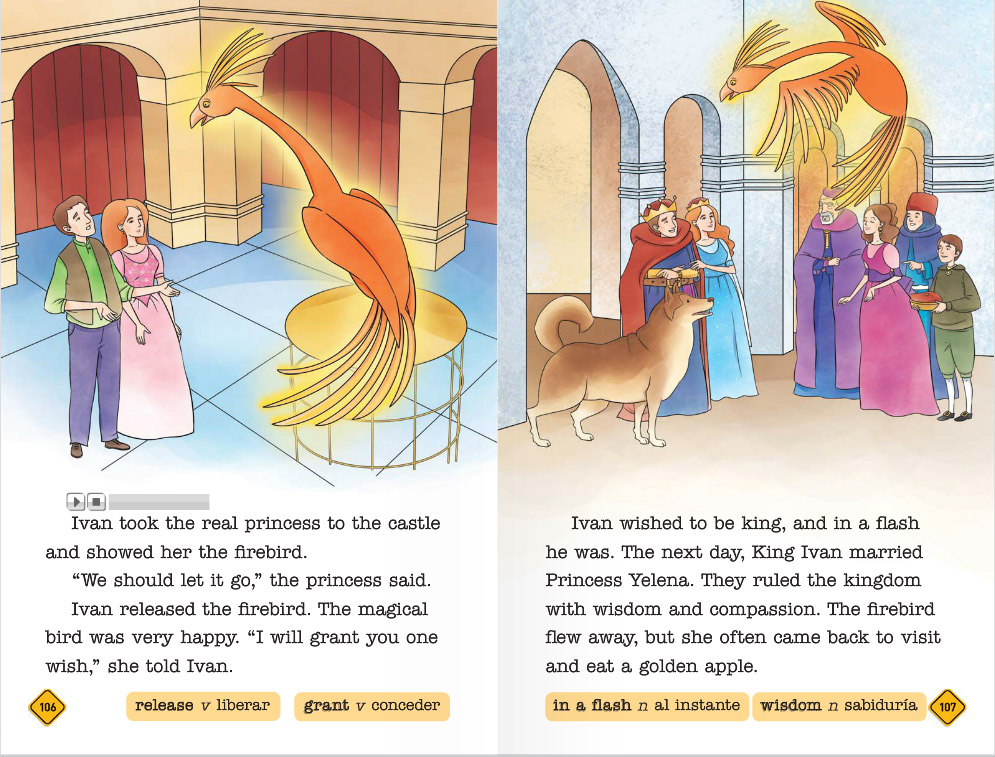 Ivan took the real princess to the castle
and showed her the firebird.
“We should let it go,” the princess said.
Ivan released the firebird. The magical
bird was very happy. “I will grant you one
wish,” she told Ivan.
106
release v liberar
grant v conceder
Ivan wished to be king, and in a flash
he was. The next day, King Ivan married
Princess Yelena. They ruled the kingdom
with wisdom and compassion. The firebird
flew away, but she often came back to visit
and eat a golden apple.
in a flash n al instante
wisdom n sabiduría
107